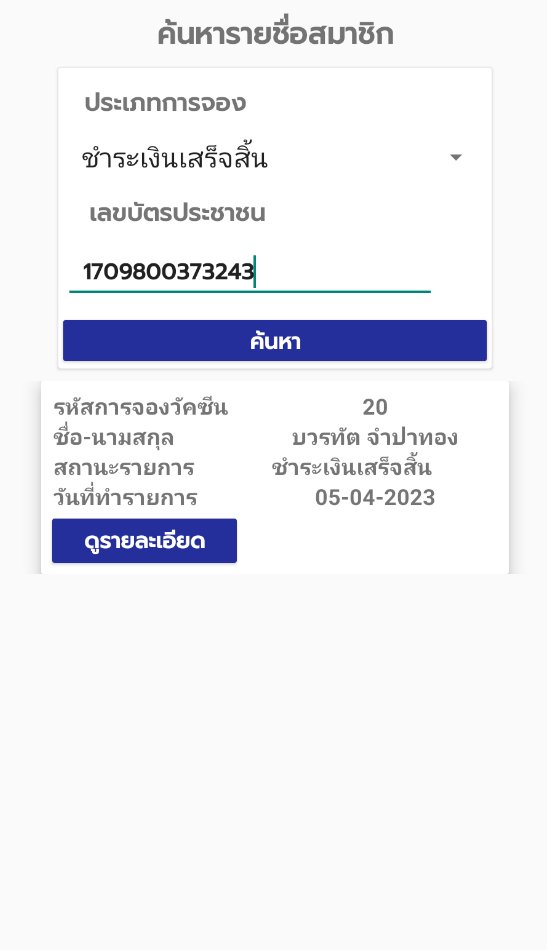 ค้นหารายชื่อสมาชิก
ประเภทการจอง
ชำระเงินเสร็จสิ้น
เลขบัตรประชาชน
1709800373243
ค้นหา
รหัสการจองวัคซีน 20
ชื่อ-นามสกุล บวรทัต จำปาทอง
สถานะรายการ ชำระเงินเสร็จสิ้น
วันที่ทำรายการ 05-04-2023
ดูรายละเอียด